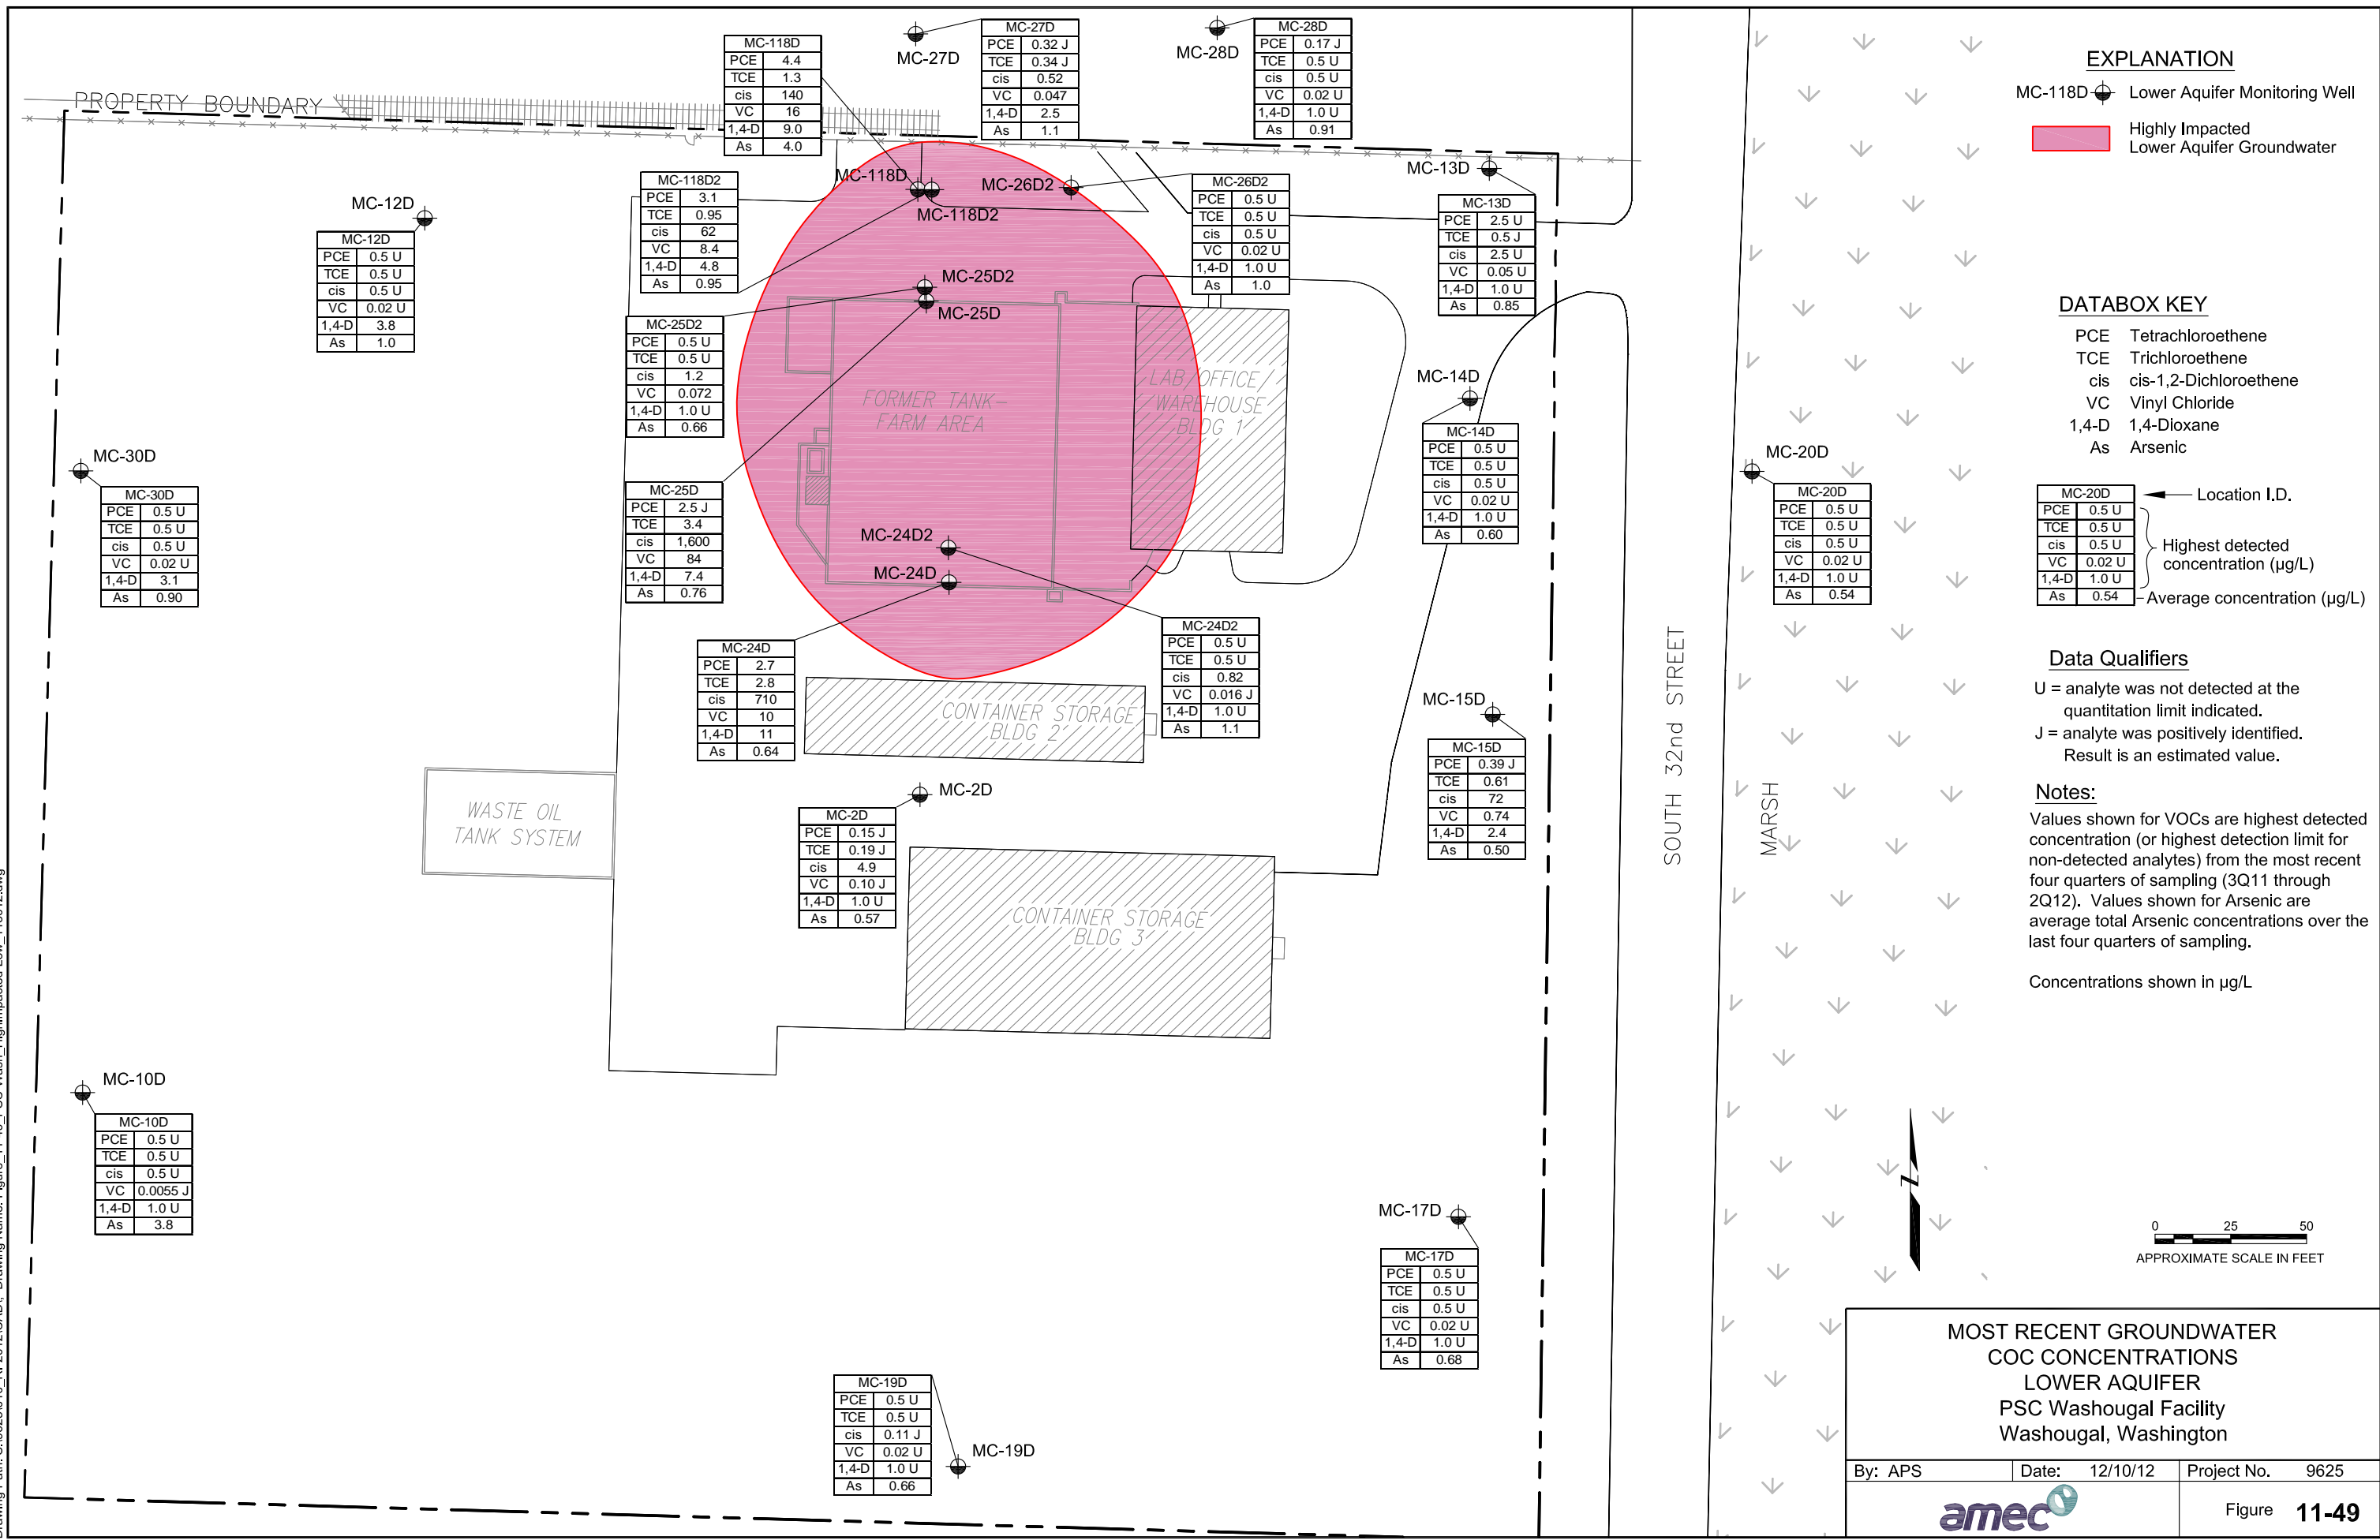 MC-118D
PCE 4.4
TCE 1.3
cis 140
VC 16
1,4-D 9.0
As 4.0
MC-27D
MC-27D
PCE 0.32 J
TCE 0.34 J
cis 0.52
VC 0.047
1,4-D 2.5
As 1.1
MC-28D
MC-28D
PCE 0.17 J
TCE 0.5 U
cis 0.5 U
VC 0.02 U
1,4-D 1.0 U
As 0.91
PROPERTY BOUNDARY
MC-12D
MC-12D
PCE 0.5 U
TCE 0.5 U
cis 0.5 U
VC 0.02 U
1,4-D 3.8
As 1.0
MC-118D2
PCE 3.1
TCE 0.95
cis 62
VC 8.4
1,4-D 4.8
As 0.95
MC-118D
MC-118D2
MC-26D2
MC-26D2
PCE 0.5 U
TCE 0.5 U
cis 0.5 U
VC 0.02 U
1,4-D 1.0 U
As 1.0
MC-13D
MC-13D
PCE 2.5 U
TCE 0.5 J
cis 2.5 U
VC 0.05 U
1,4-D 1.0 U
As 0.85
MC-25D2
MC-25D
MC-25D2
PCE 0.5 U
TCE 0.5 U
cis 1.2
VC 0.072
1,4-D 1.0 U
As 0.66
FORMER TANK-
FARM AREA
LAB/OFFICE/
WAREHOUSE
BLDG 1
MC-14D
MC-14D
PCE 0.5 U
TCE 0.5 U
cis 0.5 U
VC 0.02 U
1,4-D 1.0 U
As 0.60
MC-30D
MC-30D
PCE 0.5 U
TCE 0.5 U
cis 0.5 U
VC 0.02 U
1,4-D 3.1
As 0.90
MC-25D
PCE 2.5 J
TCE 3.4
cis 1,600
VC 84
1,4-D 7.4
As 0.76
MC-24D2
MC-24D
MC-20D
MC-20D
PCE 0.5 U
TCE 0.5 U
cis 0.5 U
VC 0.02 U
1,4-D 1.0 U
As 0.54
MC-24D
PCE 2.7
TCE 2.8
cis 710
VC 10
1,4-D 11
As 0.64
MC-24D2
PCE 0.5 U
TCE 0.5 U
cis 0.82
VC 0.016 J
1,4-D 1.0 U
As 1.1
CONTAINER STORAGE
BLDG 2
WASTE OIL
TANK SYSTEM
MC-2D
MC-2D
PCE 0.15 J
TCE 0.19 J
cis 4.9
VC 0.10 J
1,4-D 1.0 U
As 0.57
MC-15D
MC-15D
PCE 0.39 J
TCE 0.61
cis 72
VC 0.74
1,4-D 2.4
As 0.50
CONTAINER STORAGE
BLDG 3
SOUTH 32nd STREET
MARSH
MC-10D
MC-10D
PCE 0.5 U
TCE 0.5 U
cis 0.5 U
VC 0.0055 J
1,4-D 1.0 U
As 3.8
MC-17D
MC-17D
PCE 0.5 U
TCE 0.5 U
cis 0.5 U
VC 0.02 U
1,4-D 1.0 U
As 0.68
MC-19D
PCE 0.5 U
TCE 0.5 U
cis 0.11 J
VC 0.02 U
1,4-D 1.0 U
As 0.66
MC-19D
EXPLANATION
MC-118D Lower Aquifer Monitoring Well
Highly Impacted
Lower Aquifer Groundwater
DATABOX KEY
PCE Tetrachloroethene
TCE Trichloroethene
cis cis-1,2-Dichloroethene
VC Vinyl Chloride
1,4-D 1,4-Dioxane
As Arsenic
MC-20D Location I.D.
PCE 0.5 U
TCE 0.5 U
cis 0.5 U
VC 0.02 U
1,4-D 1.0 U
As 0.54
Highest detected
concentration (µg/L)
Average concentration (µg/L)
Data Qualifiers
U = analyte was not detected at the
quantitation limit indicated.
J = analyte was positively identified.
Result is an estimated value.
Notes:
Values shown for VOCs are highest detected
concentration (or highest detection limit for
non-detected analytes) from the most recent
four quarters of sampling (3Q11 through
2Q12). Values shown for Arsenic are
average total Arsenic concentrations over the
last four quarters of sampling.
Concentrations shown in µg/L
Z
0 25 50
APPROXIMATE SCALE IN FEET
MOST RECENT GROUNDWATER
COC CONCENTRATIONS
LOWER AQUIFER
PSC Washougal Facility
Washougal, Washington
By: APS Date: 12/10/12 Project No. 9625
amec
Figure 11-49